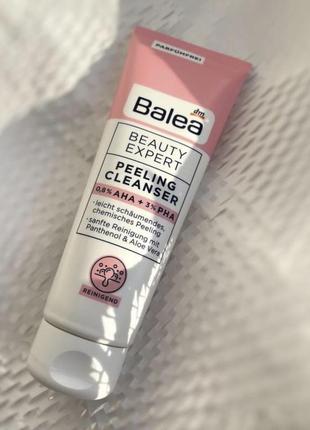 PARFÜMFREI
dm
Balea
BEAUTY
EXPERT
PEELING
CLEANSER
0,8% AHA + 3% PHA
• leicht schäumendes,
chemisches Peeling
• sanfte Reinigung mit
Panthenol & Aloe Vera
REINIGEND